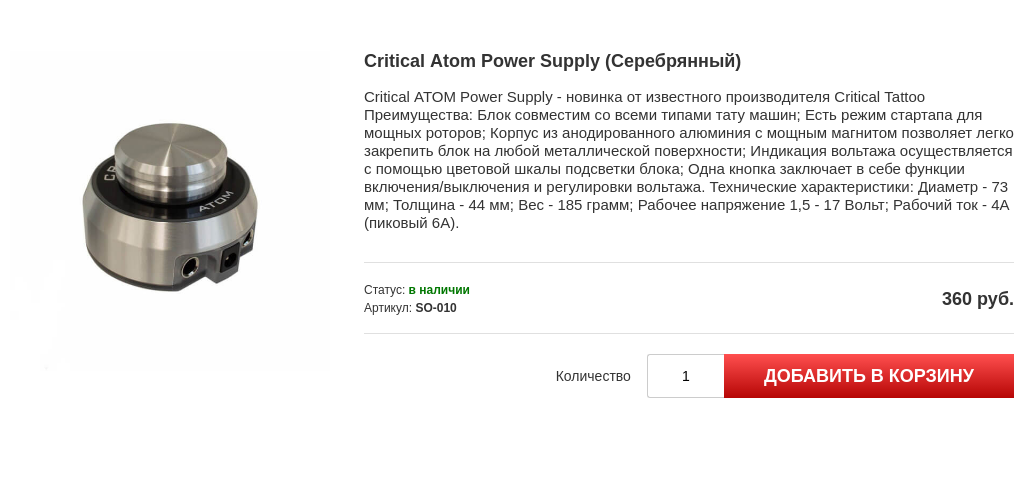 Critical Atom Power Supply (Серебрянный)
Critical ATOM Power Supply - новинка от известного производителя Critical Tattoo
Преимущества: Блок совместим со всеми типами тату машин; Есть режим стартапа для
мощных роторов; Корпус из анодированного алюминия с мощным магнитом позволяет легко
закрепить блок на любой металлической поверхности; Индикация вольтажа осуществляется
с помощью цветовой шкалы подсветки блока; Одна кнопка заключает в себе функции
включения/выключения и регулировки вольтажа. Технические характеристики: Диаметр - 73
мм; Толщина - 44 мм; Вес - 185 грамм; Рабочее напряжение 1,5 - 17 Вольт; Рабочий ток - 4А
(пиковый 6А).
ATOM
Статус: в наличии
Артикул: SO-010
360 руб.
Количество
1
ДОБАВИТЬ В КОРЗИНУ